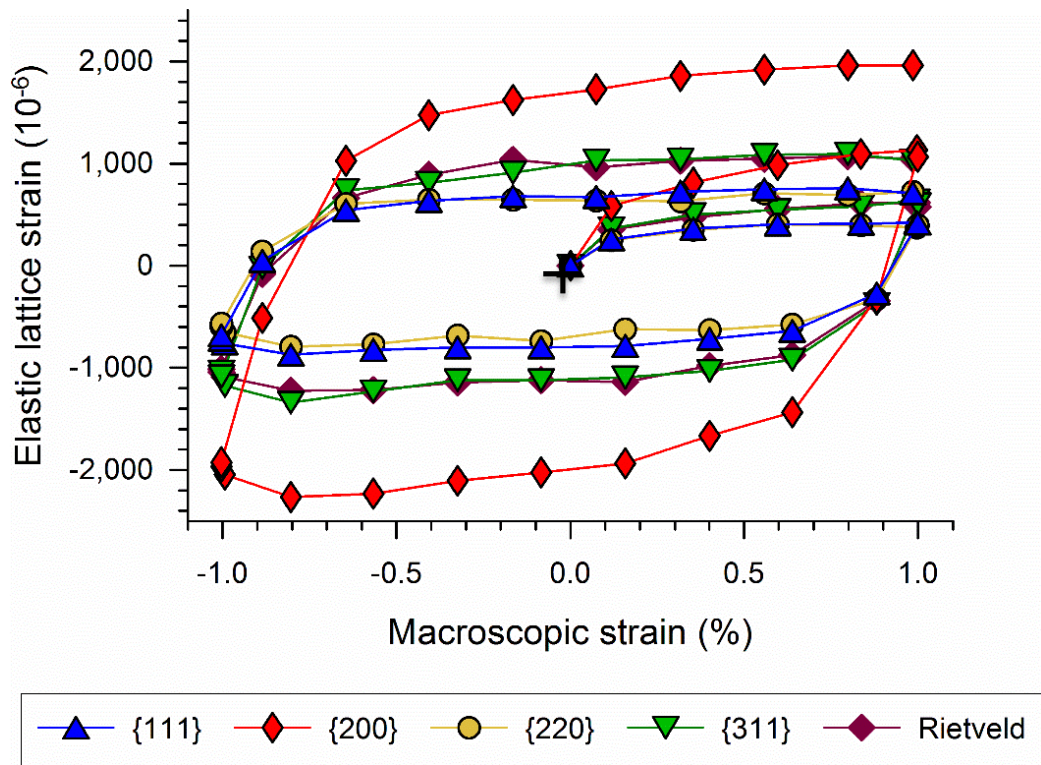 Elastic lattice strain (10⁻⁶)
2,000
1,000
0
-1,000
-2,000
-1.0 -0.5 0.0 0.5 1.0
Macroscopic strain (%)
{111} {200} {220} {311} Rietveld